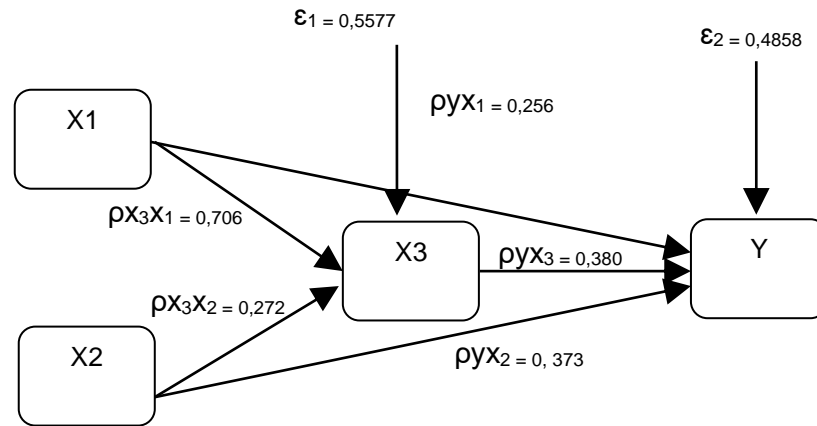 ε1 = 0,5577
ε2 = 0,4858
ρyx1 = 0,256
X1
ρx3x1 = 0,706
X3
ρyx3 = 0,380
Y
ρx3x2 = 0,272
X2
ρyx2 = 0, 373